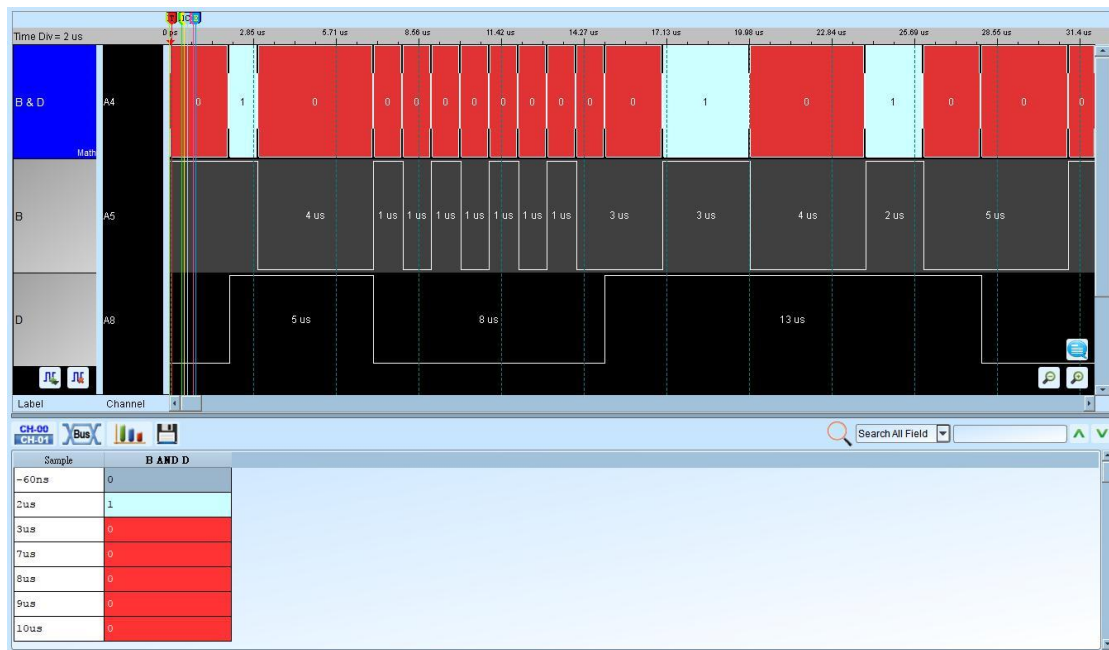 Time Div = 2 us 0 ps 2.85 us 5.71 us 8.56 us 11.42 us 14.27 us 17.13 us 19.98 us 22.84 us 25.69 us 28.55 us 31.4 us
B & D A4 0 1 0 0 0 0 0 0 0 0 0 0 1 0 1 0 0 0
Math
B A5 4 us 1 us 1 us 1 us 1 us 1 us 1 us 1 us 3 us 3 us 4 us 2 us 5 us
D A8 5 us 8 us 13 us
Label Channel
CH-00
CH-01 Bus Search All Field
Sample B AND D
-60ns 0
2us 1
3us 0
7us 0
8us 0
9us 0
10us 0